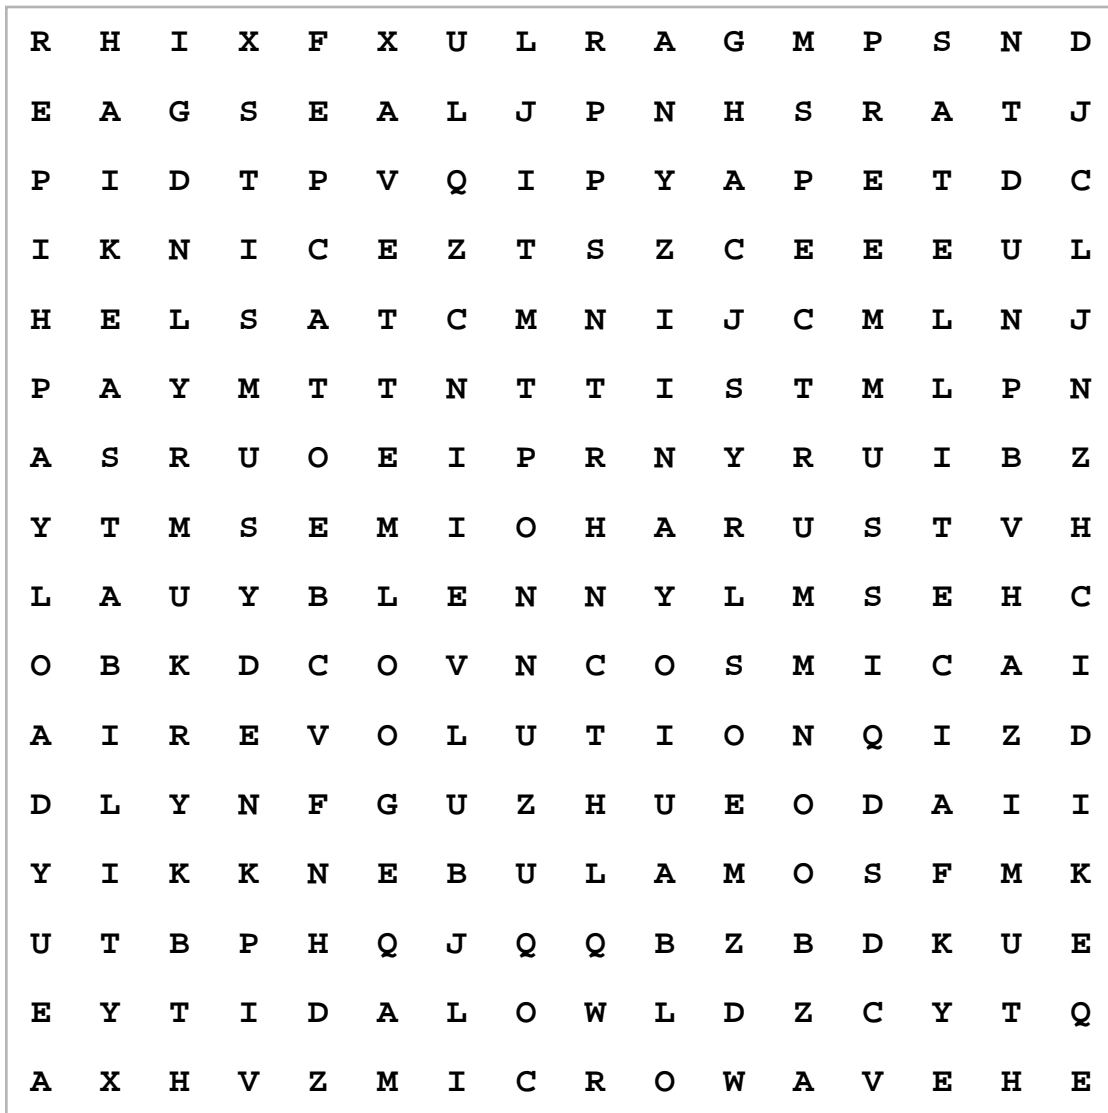 R H I X F X U L R A G M P S N D
E A G S E A L J P N H S R A T J
P I D T P V Q I P Y A P E T D C
I K N I C E Z T S Z C E E E U L
H E L S A T C M N I J C M L N J
P A Y M T T N T T I S T M L P N
A S R U O E I P R N Y R U I B Z
Y T M S E M I O H A R U S T V H
L A U Y B L E N N Y L M S E H C
O B K D C O V N C O S M I C A I
A I R E V O L U T I O N Q I Z D
D L Y N F G U Z H U E O D A I I
Y I K K N E B U L A M O S F M K
U T B P H Q J Q Q B Z B D K U E
E Y T I D A L O W L D Z C Y T Q
A X H V Z M I C R O W A V E H E